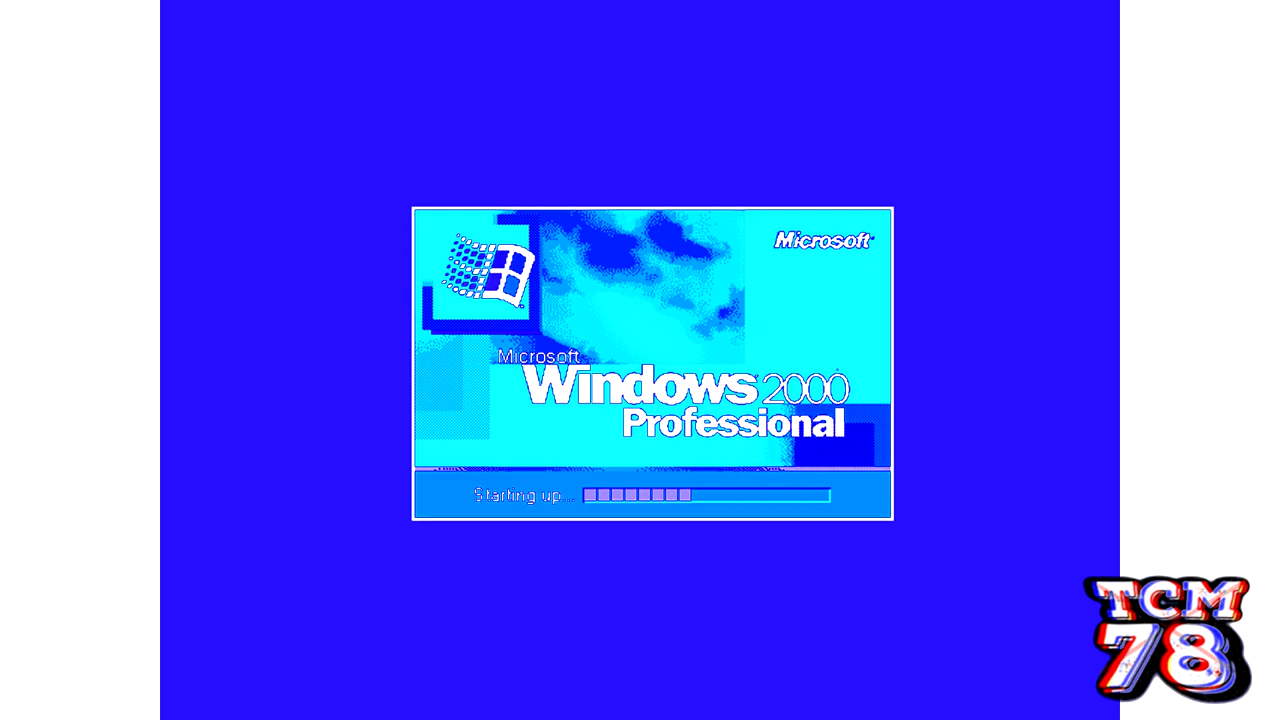 Microsoft
Microsoft
Windows 2000
Professional
Starting up...
TCM
78